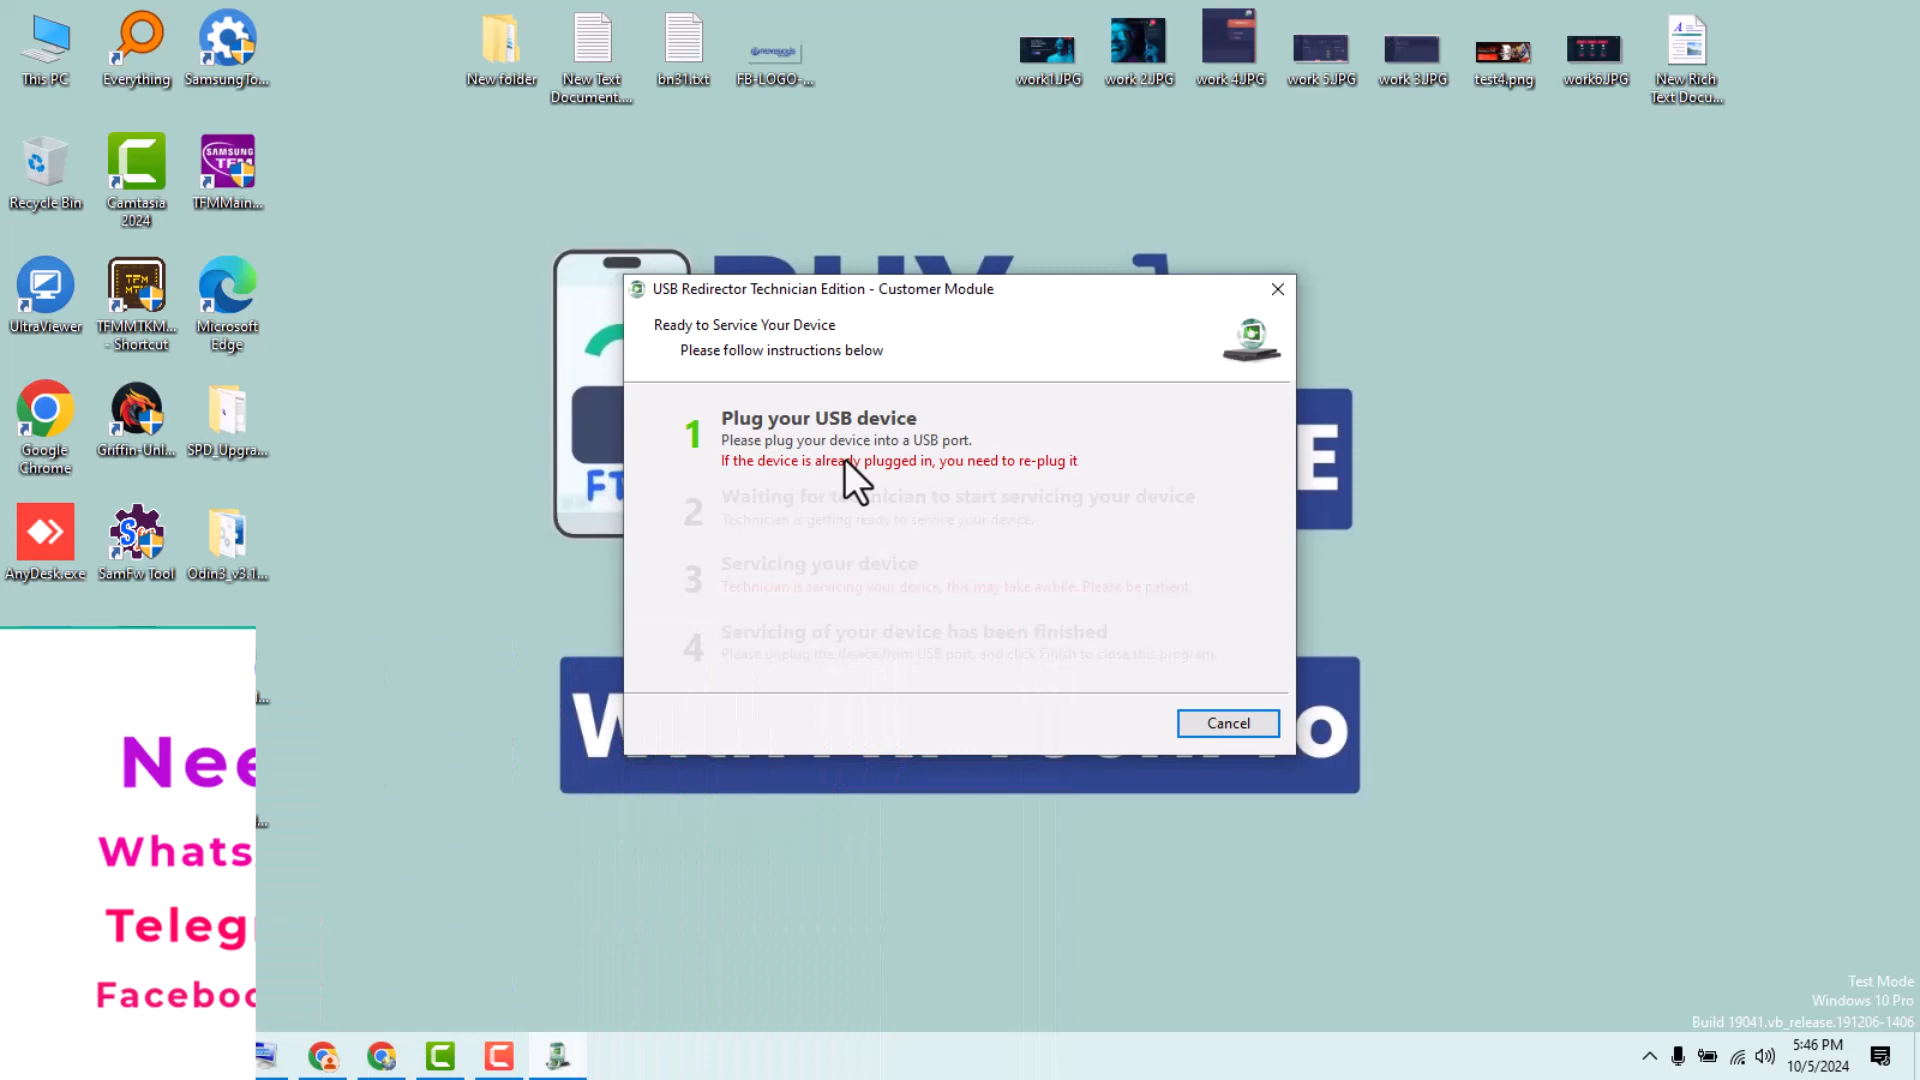 This PC
Everything
SamsungTo...
New folder
New Text
Document....
bn31.txt
FB-LOGO-...
work1.JPG
work 2.JPG
work 4.JPG
work 5.JPG
work 3.JPG
test4.png
work6.JPG
New Rich
Text Docu...
Recycle Bin
Camtasia
2024
SAMSUNG
TFM
TFMMain...
UltraViewer
TFM
MTK
TFMMTKM...
- Shortcut
Microsoft
Edge
Google
Chrome
Griffin-Unl...
SPD_Upgra...
AnyDesk.exe
SamFw Tool
Odin3_v3.1...
USB Redirector Technician Edition - Customer Module
Ready to Service Your Device
Please follow instructions below
1
Plug your USB device
Please plug your device into a USB port.
If the device is already plugged in, you need to re-plug it
2
Waiting for technician to start servicing your device
Technician is getting ready to service your device.
3
Servicing your device
Technician is servicing your device, this may take awhile. Please be patient.
4
Servicing of your device has been finished
Please unplug the device from USB port, and click Finish to close this program.
Cancel
FT
E
W
o
Nee
Whats
Telegr
Faceboo
Test Mode
Windows 10 Pro
Build 19041.vb_release.191206-1406
5:46 PM
10/5/2024